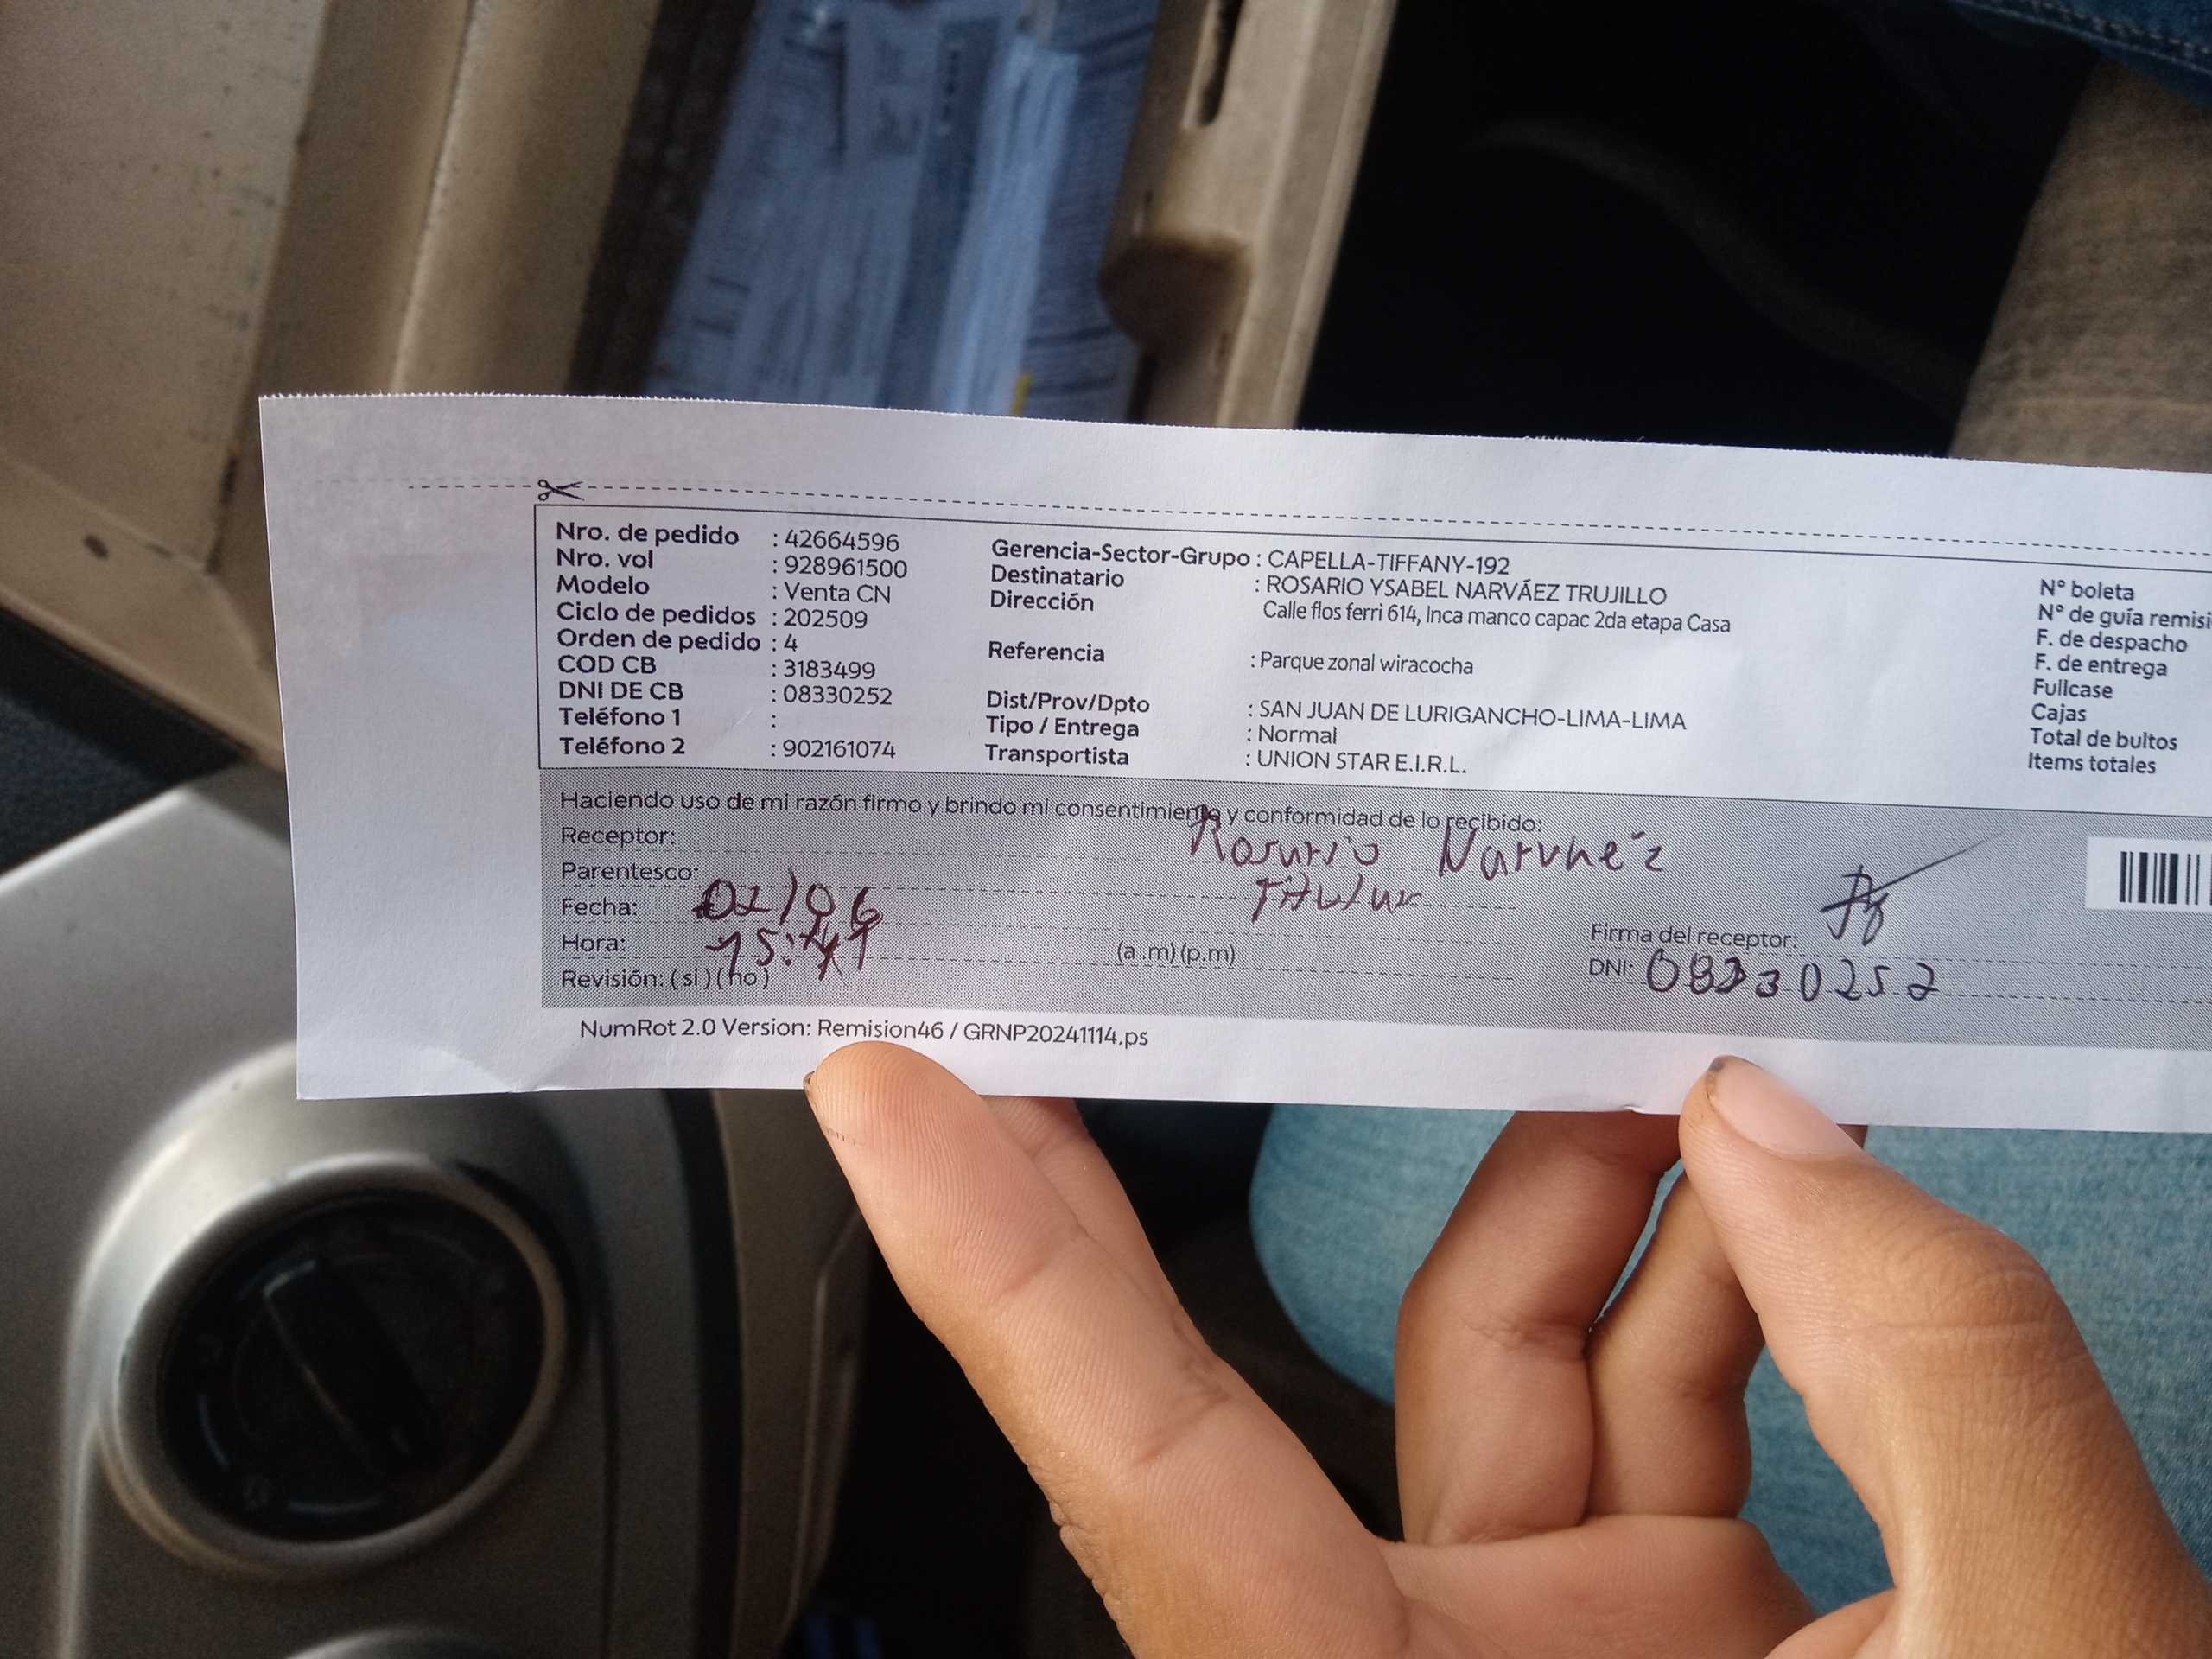 Nro. de pedido : 42664596
Nro. vol : 928961500
Modelo : Venta CN
Ciclo de pedidos : 202509
Orden de pedido : 4
COD CB : 3183499
DNI DE CB : 08330252
Teléfono 1 :
Teléfono 2 : 902161074
Gerencia-Sector-Grupo : CAPELLA-TIFFANY-192
Destinatario : ROSARIO YSABEL NARVÁEZ TRUJILLO
Dirección Calle flos ferri 614, Inca manco capac 2da etapa Casa
Referencia : Parque zonal wiracocha
Dist/Prov/Dpto : SAN JUAN DE LURIGANCHO-LIMA-LIMA
Tipo / Entrega : Normal
Transportista : UNION STAR E.I.R.L.
N° boleta
N° de guía remisi
F. de despacho
F. de entrega
Fullcase
Cajas
Total de bultos
Items totales
Haciendo uso de mi razón firmo y brindo mi consentimiento y conformidad de lo recibido:
Receptor: Rosario Narvaéz
Parentesco: Titular
Fecha: 02/06
Hora: 15: (a .m) (p.m)
Revisión: ( si ) ( no )
Firma del receptor:
DNI: 08330252
NumRot 2.0 Version: Remision46 / GRNP20241114.ps